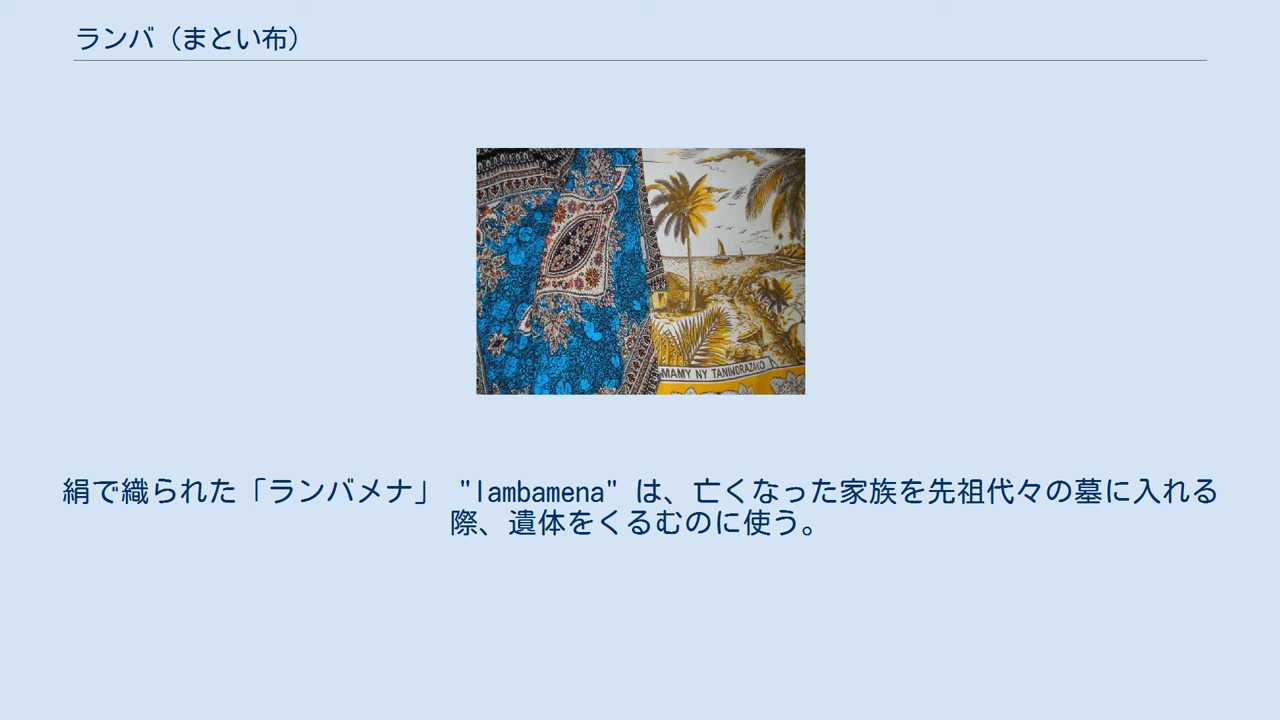 ランバ（まとい布）
MAMY NY TANINDRAZAKO
絹で織られた「ランバメナ」 "lambamena" は、亡くなった家族を先祖代々の墓に入れる
際、遺体をくるむのに使う。